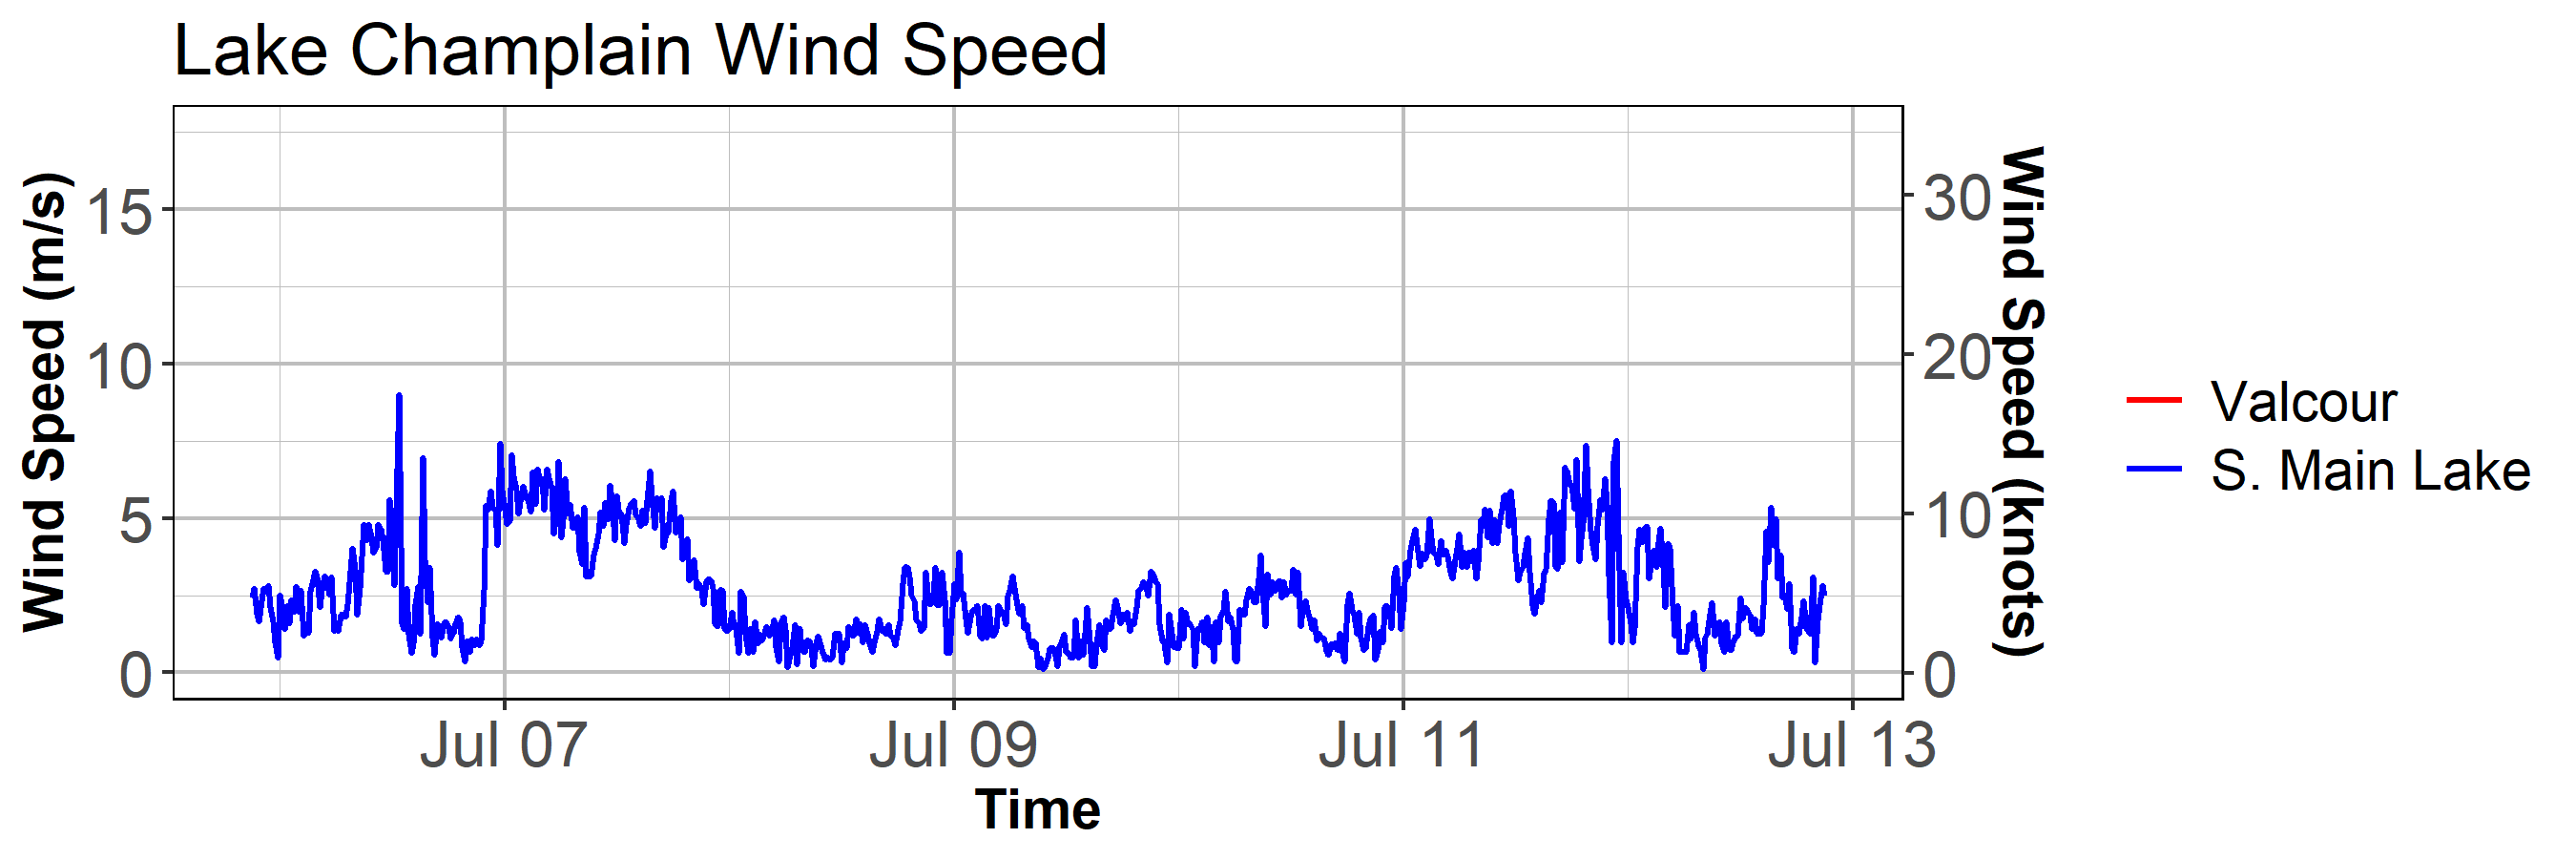 Lake Champlain Wind Speed
Wind Speed (m/s)
15
10
5
0
30
20
10
0
Wind Speed (knots)
Jul 07
Jul 09
Jul 11
Jul 13
Time
Valcour
S. Main Lake